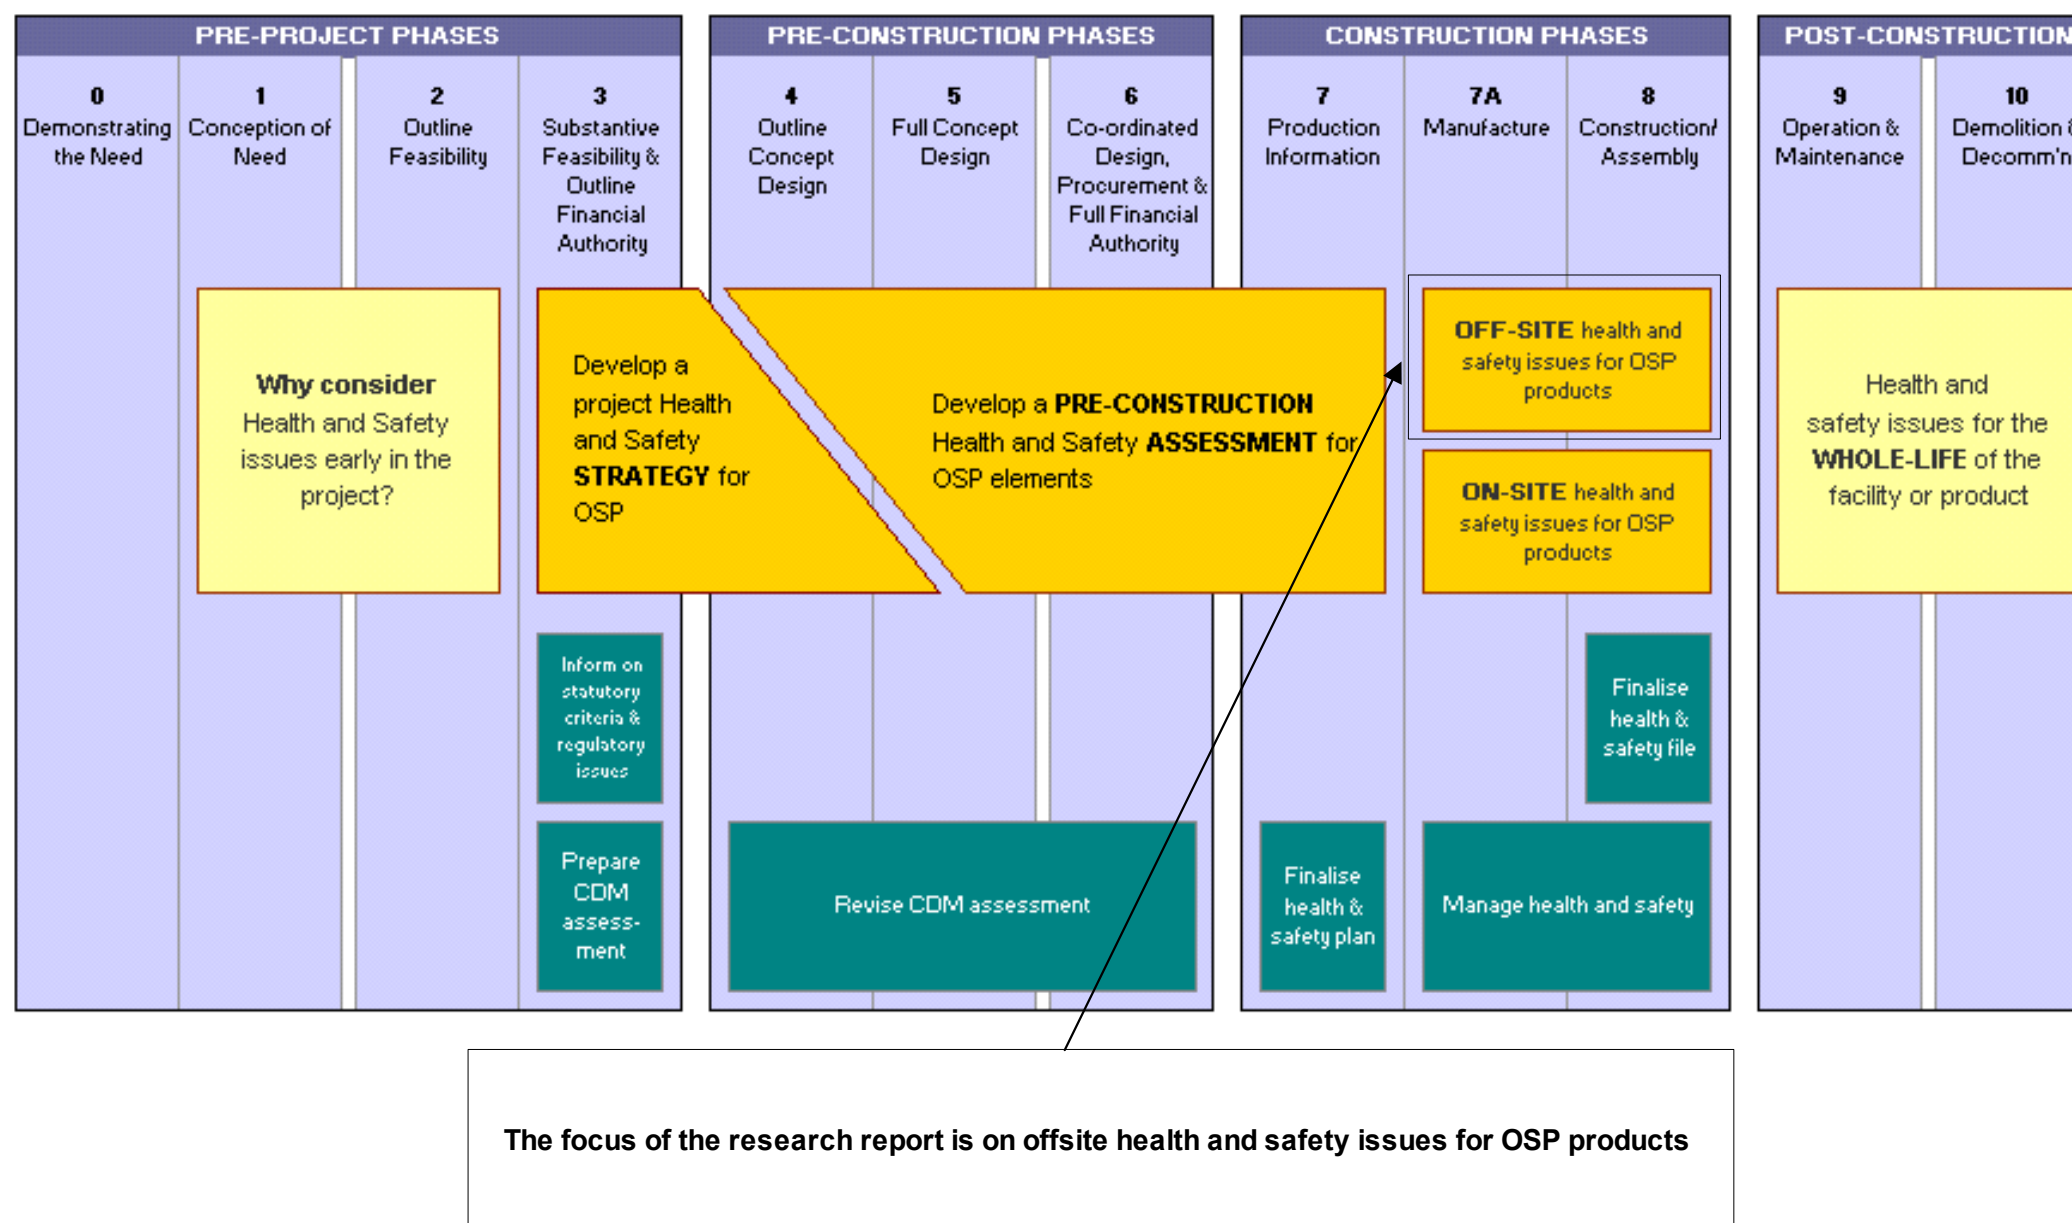 PRE-PROJECT PHASES
0
Demonstrating
the Need
1
Conception of
Need
2
Outline
Feasibility
3
Substantive
Feasibility &
Outline
Financial
Authority
PRE-CONSTRUCTION PHASES
4
Outline
Concept
Design
5
Full Concept
Design
6
Co-ordinated
Design,
Procurement &
Full Financial
Authority
CONSTRUCTION PHASES
7
Production
Information
7A
Manufacture
8
Construction/
Assembly
POST-CONSTRUCTION
9
Operation &
Maintenance
10
Demolition &
Decomm'n
Why consider
Health and Safety
issues early in the
project?
Develop a
project Health
and Safety
STRATEGY for
OSP
Develop a PRE-CONSTRUCTION
Health and Safety ASSESSMENT for
OSP elements
OFF-SITE health and
safety issues for OSP
products
ON-SITE health and
safety issues for OSP
products
Health and
safety issues for the
WHOLE-LIFE of the
facility or product
Inform on
statutory
criteria &
regulatory
issues
Finalise
health &
safety file
Prepare
CDM
assess-
ment
Revise CDM assessment
Finalise
health &
safety plan
Manage health and safety
The focus of the research report is on offsite health and safety issues for OSP products